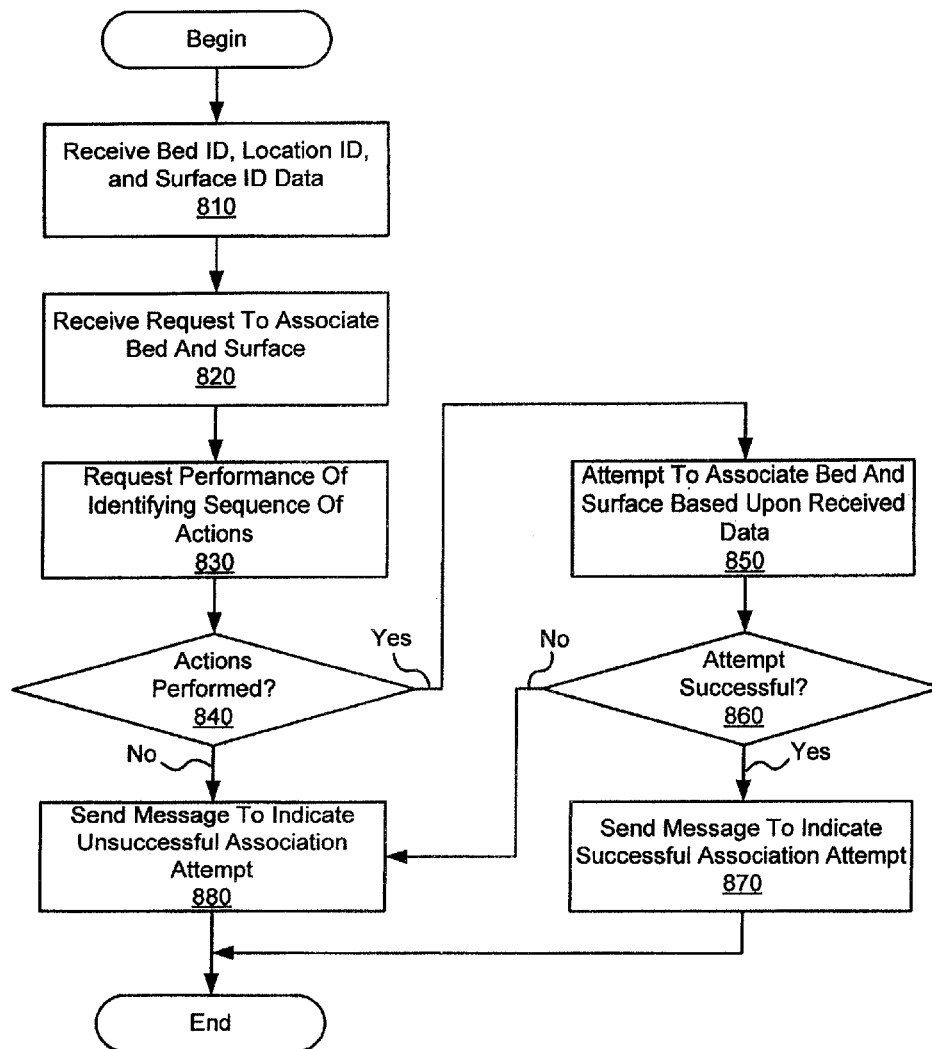 Begin
Receive Bed ID, Location ID,
and Surface ID Data
810
Receive Request To Associate
Bed And Surface
820
Request Performance Of
Identifying Sequence Of
Actions
830
Actions
Performed?
840
Yes
No
Attempt To Associate Bed And
Surface Based Upon Received
Data
850
Attempt
Successful?
860
No
Yes
Send Message To Indicate
Unsuccessful Association
Attempt
880
Send Message To Indicate
Successful Association Attempt
870
End